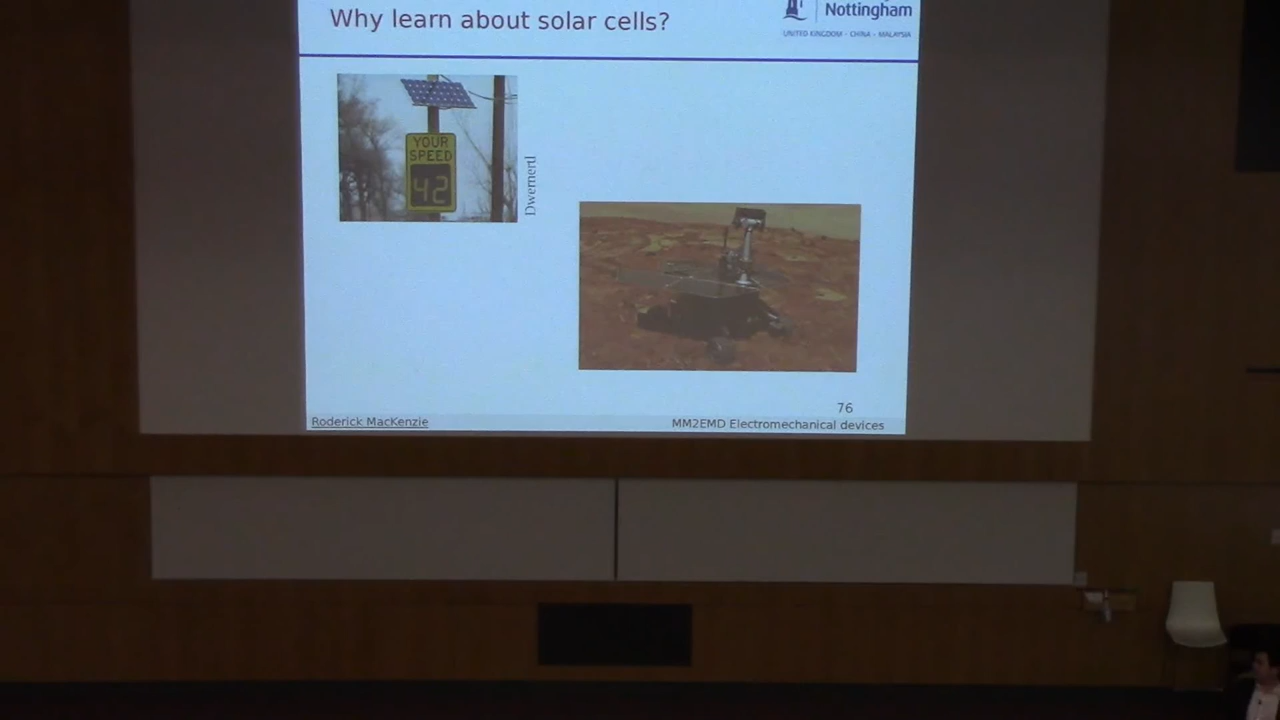 Why learn about solar cells?
Nottingham
UNITED KINGDOM · CHINA · MALAYSIA
YOUR
SPEED
42
Dwernertl
76
Roderick MacKenzie
MM2EMD Electromechanical devices